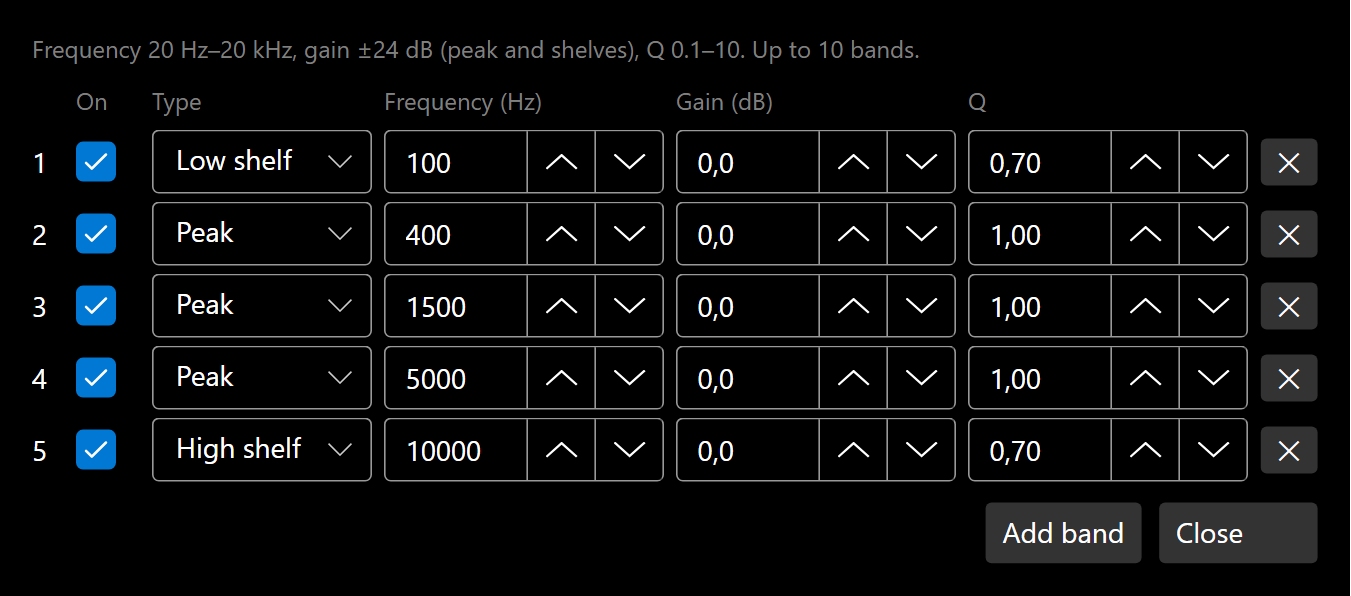 Frequency 20 Hz–20 kHz, gain ±24 dB (peak and shelves), Q 0.1–10. Up to 10 bands.
On Type Frequency (Hz) Gain (dB) Q
1 Low shelf 100 0,0 0,70
2 Peak 400 0,0 1,00
3 Peak 1500 0,0 1,00
4 Peak 5000 0,0 1,00
5 High shelf 10000 0,0 0,70
Add band Close